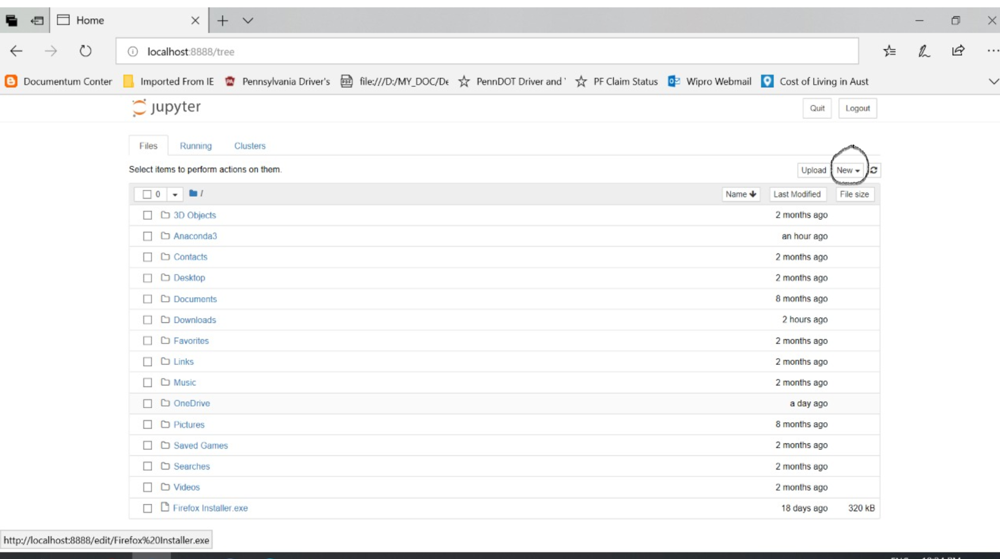 Home
localhost:8888/tree
Documentum Conter Imported From IE Pennsylvania Driver's file:///D:/MY_DOC/De PennDOT Driver and PF Claim Status Wipro Webmail Cost of Living in Aust
jupyter Quit Logout
Files Running Clusters
Select items to perform actions on them. Upload New
0 / Name Last Modified File size
3D Objects 2 months ago
Anaconda3 an hour ago
Contacts 2 months ago
Desktop 2 months ago
Documents 8 months ago
Downloads 2 hours ago
Favorites 2 months ago
Links 2 months ago
Music 2 months ago
OneDrive a day ago
Pictures 8 months ago
Saved Games 2 months ago
Searches 2 months ago
Videos 2 months ago
Firefox Installer.exe 18 days ago 320 kB
http://localhost:8888/edit/Firefox%20Installer.exe